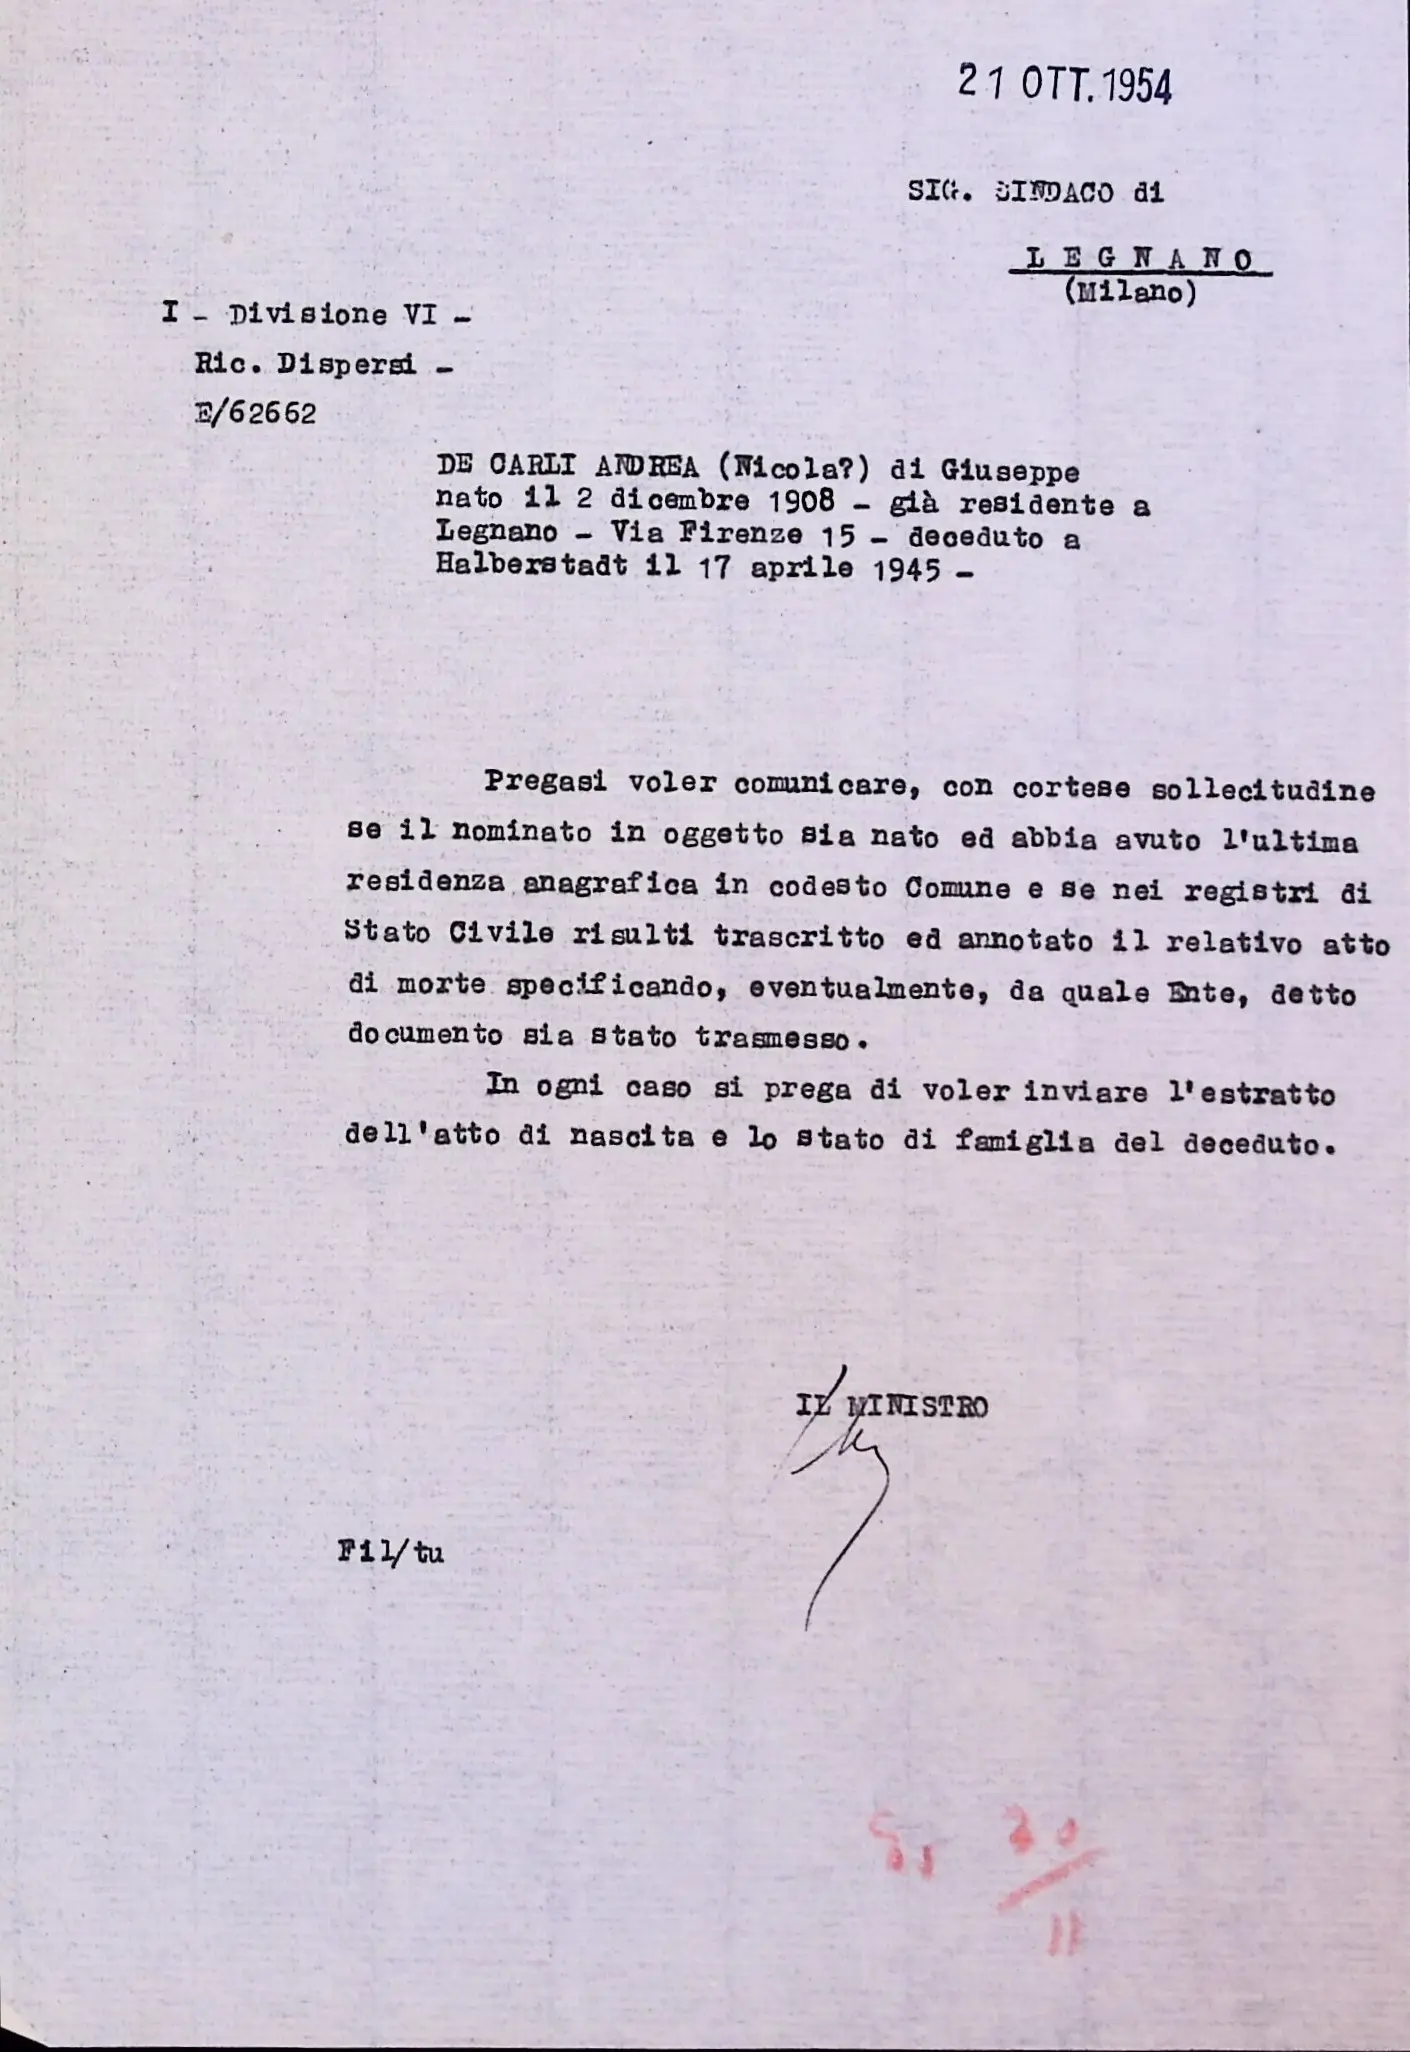 21 OTT. 1954
SIG. SINDACO di
LEGNANO
(Milano)
I - Divisione VI -
Ric. Dispersi -
E/62662
DE CARLI ANDREA (Nicola?) di Giuseppe
nato il 2 dicembre 1908 - già residente a
Legnano - Via Firenze 15 - deceduto a
Halberstadt il 17 aprile 1945 -
Pregasi voler comunicare, con cortese sollecitudine
se il nominato in oggetto sia nato ed abbia avuto l'ultima
residenza anagrafica in codesto Comune e se nei registri di
Stato Civile risulti trascritto ed annotato il relativo atto
di morte specificando, eventualmente, da quale Ente, detto
documento sia stato trasmesso.
In ogni caso si prega di voler inviare l'estratto
dell'atto di nascita e lo stato di famiglia del deceduto.
IL MINISTRO
Fil/tu